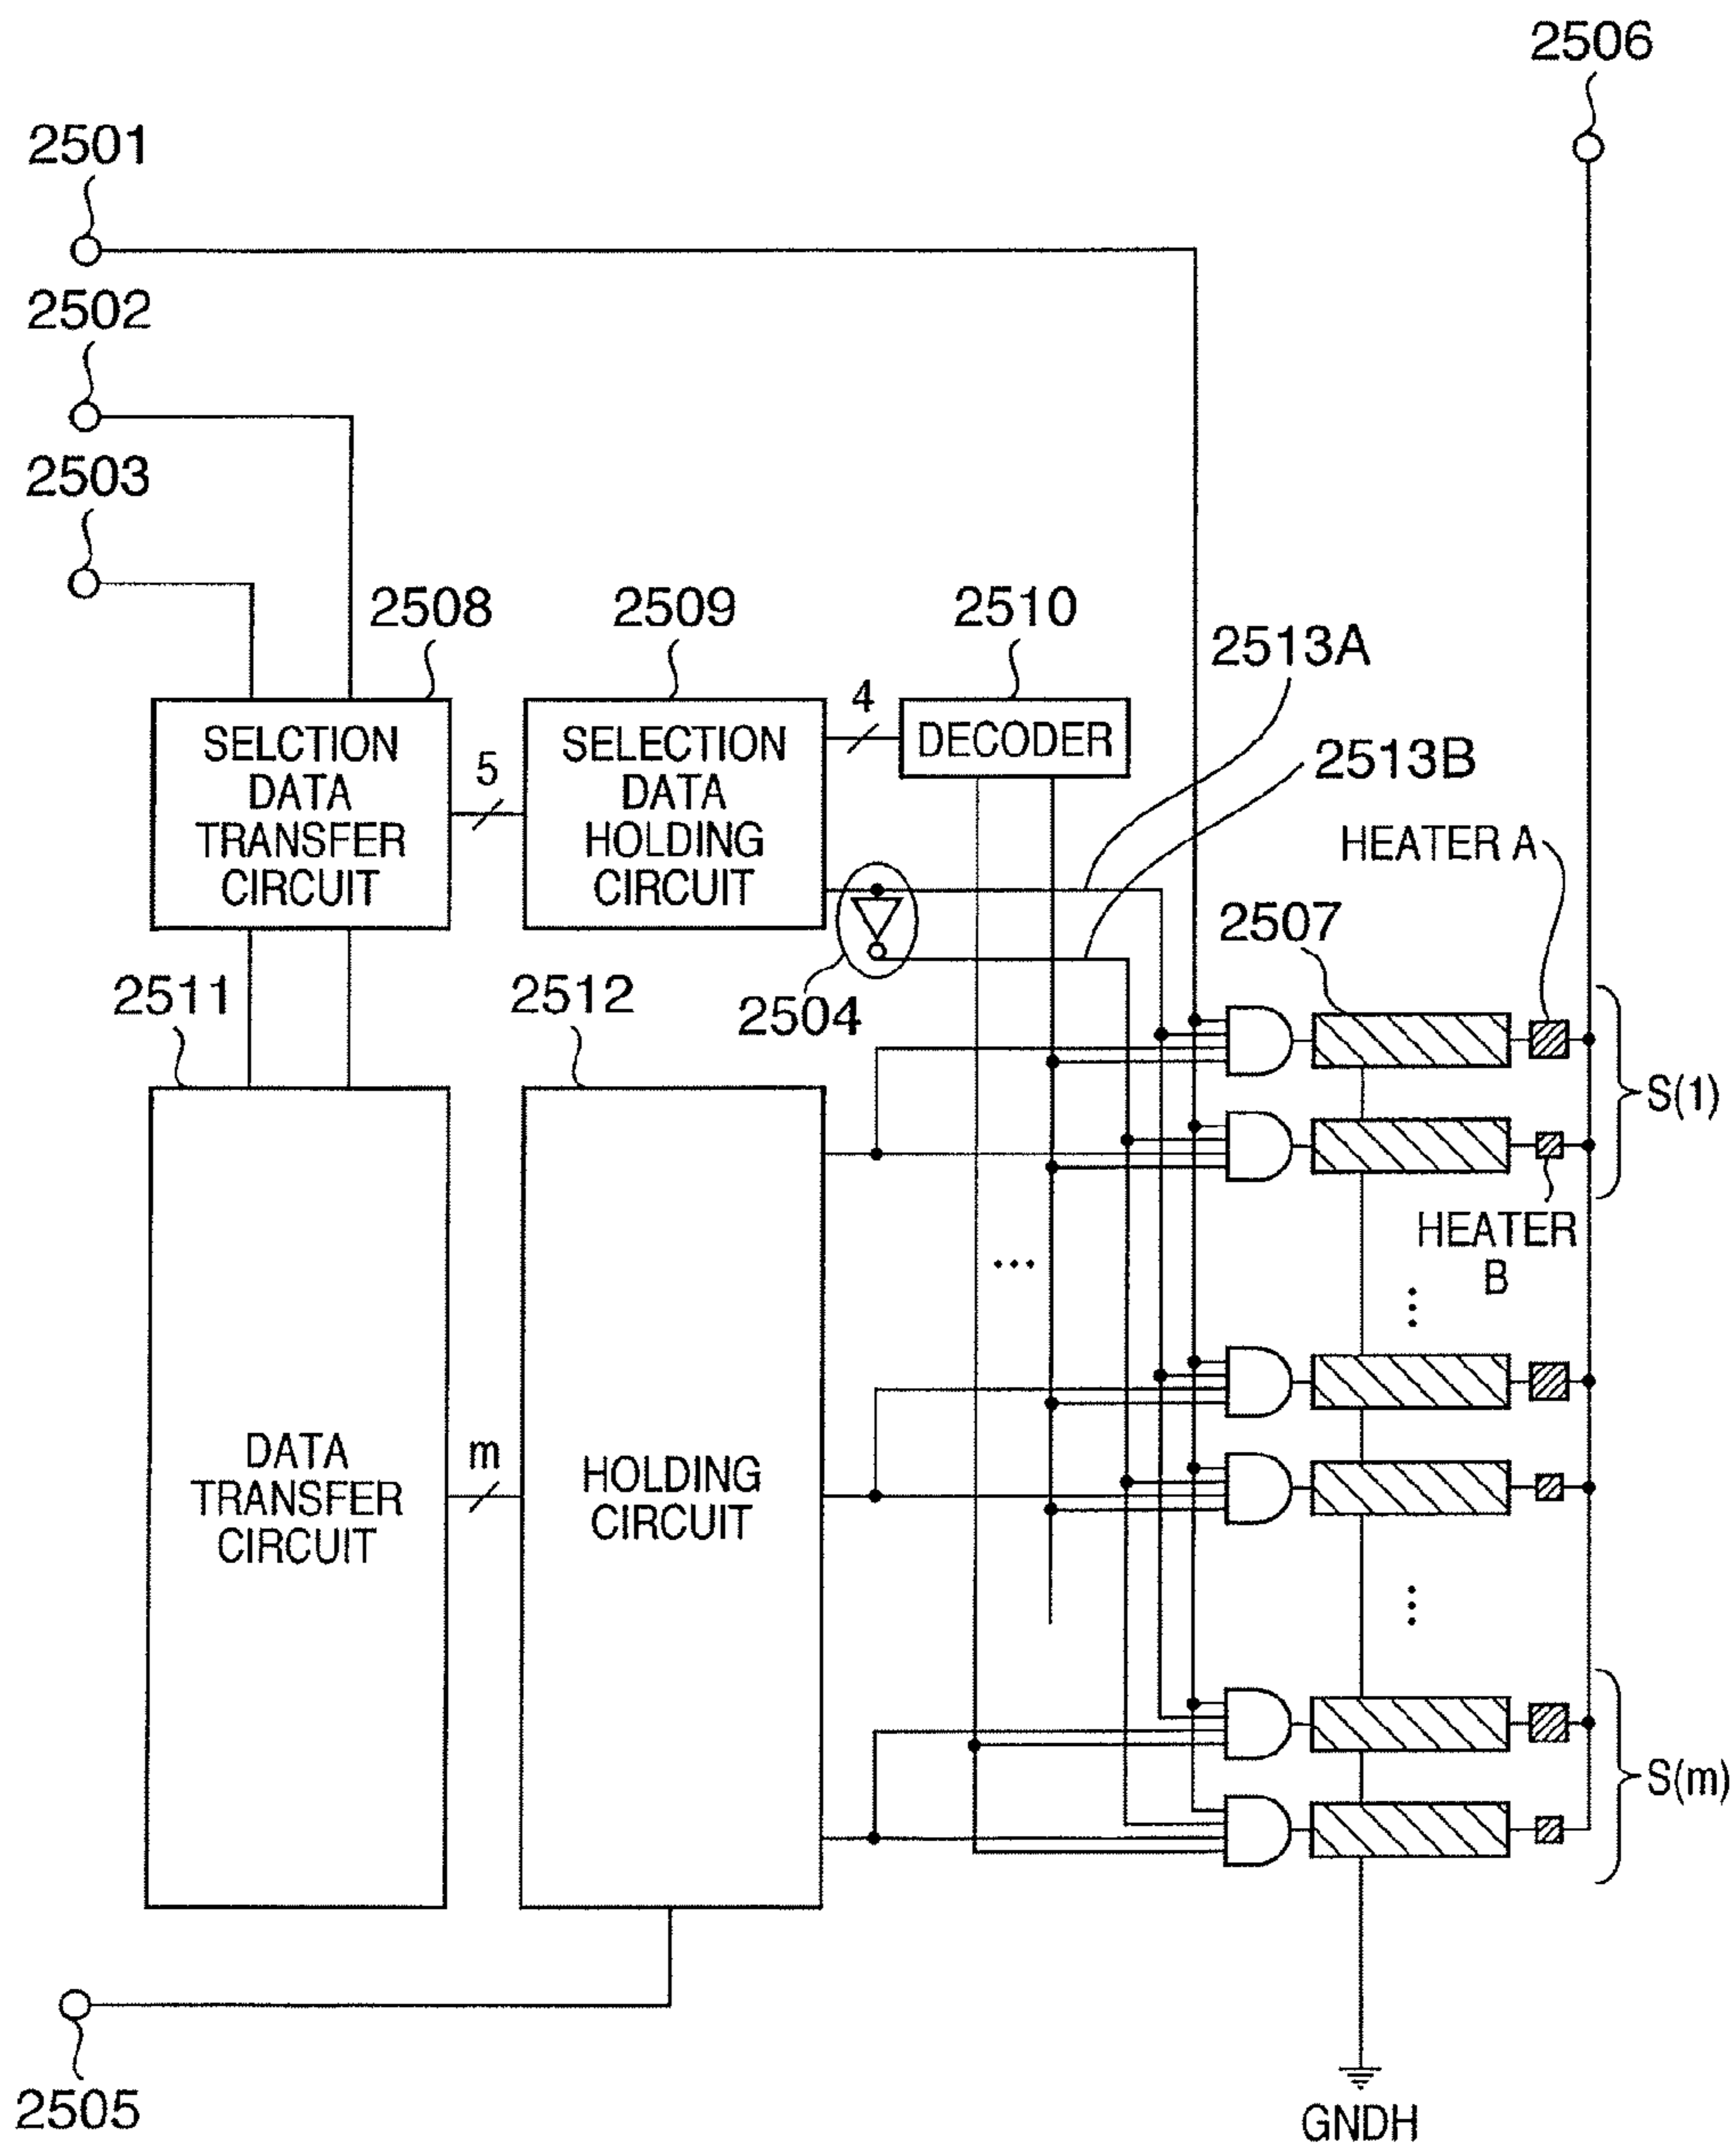 2506
2501
2502
2503
2508
2509
2510
2513A
4
SELCTION
DATA
TRANSFER
CIRCUIT
5
SELECTION
DATA
HOLDING
CIRCUIT
DECODER
2513B
HEATER A
2507
2511
2512
2504
S(1)
HEATER
B
...
DATA
TRANSFER
CIRCUIT
m
HOLDING
CIRCUIT
S(m)
2505
GNDH